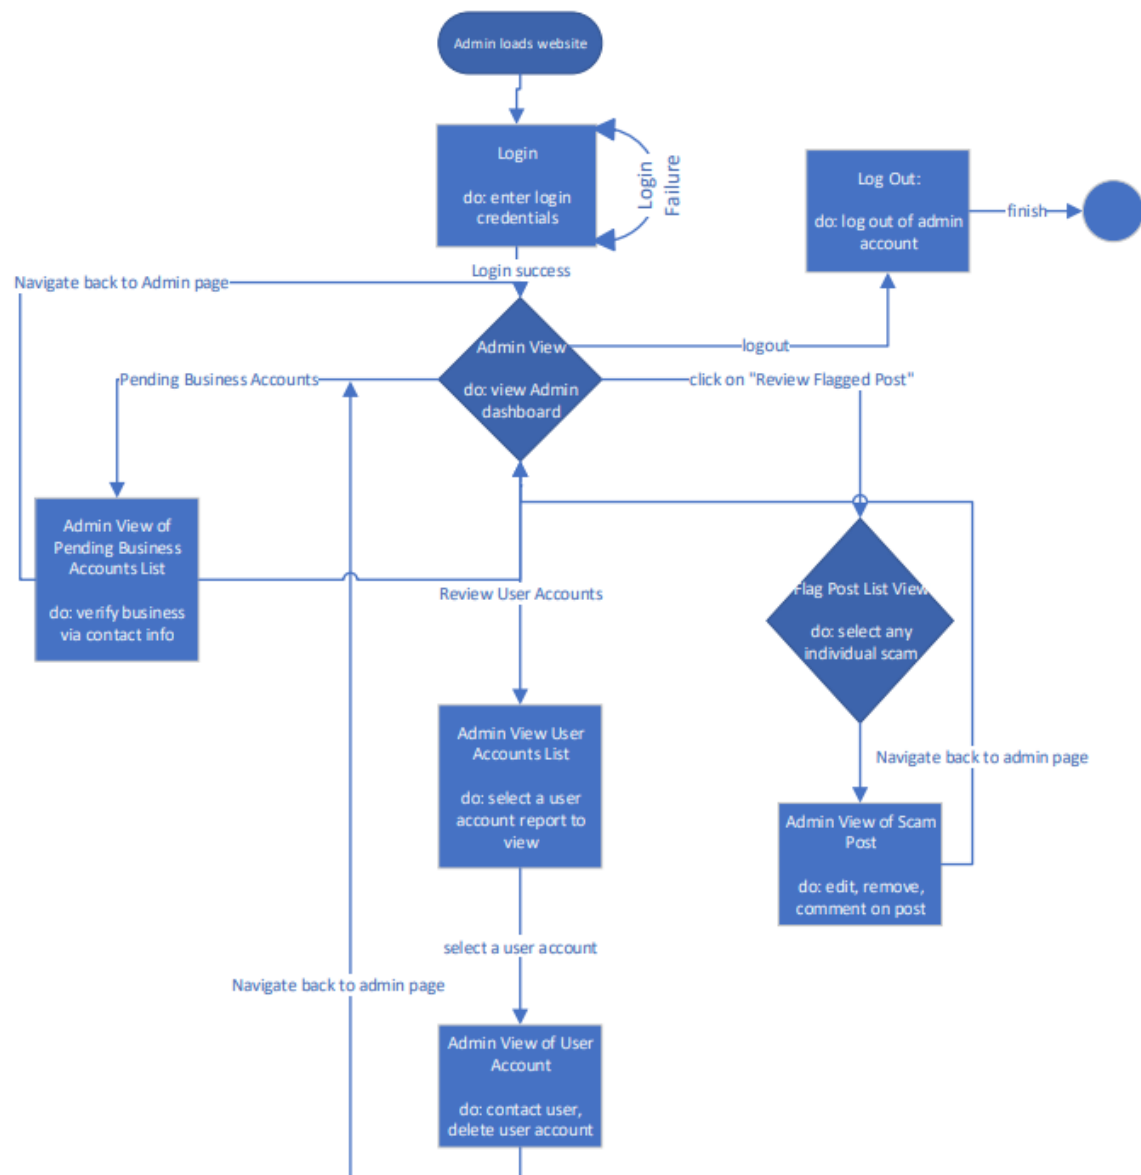 Admin loads website
Login
do: enter login
credentials
Login
Failure
Log Out:
do: log out of admin
account
finish
Login success
Navigate back to Admin page
Admin View
do: view Admin
dashboard
logout
Pending Business Accounts
click on "Review Flagged Post"
Admin View of
Pending Business
Accounts List
do: verify business
via contact info
Review User Accounts
Flag Post List View
do: select any
individual scam
Admin View User
Accounts List
do: select a user
account report to
view
Navigate back to admin page
Admin View of Scam
Post
do: edit, remove,
comment on post
select a user account
Navigate back to admin page
Admin View of User
Account
do: contact user,
delete user account